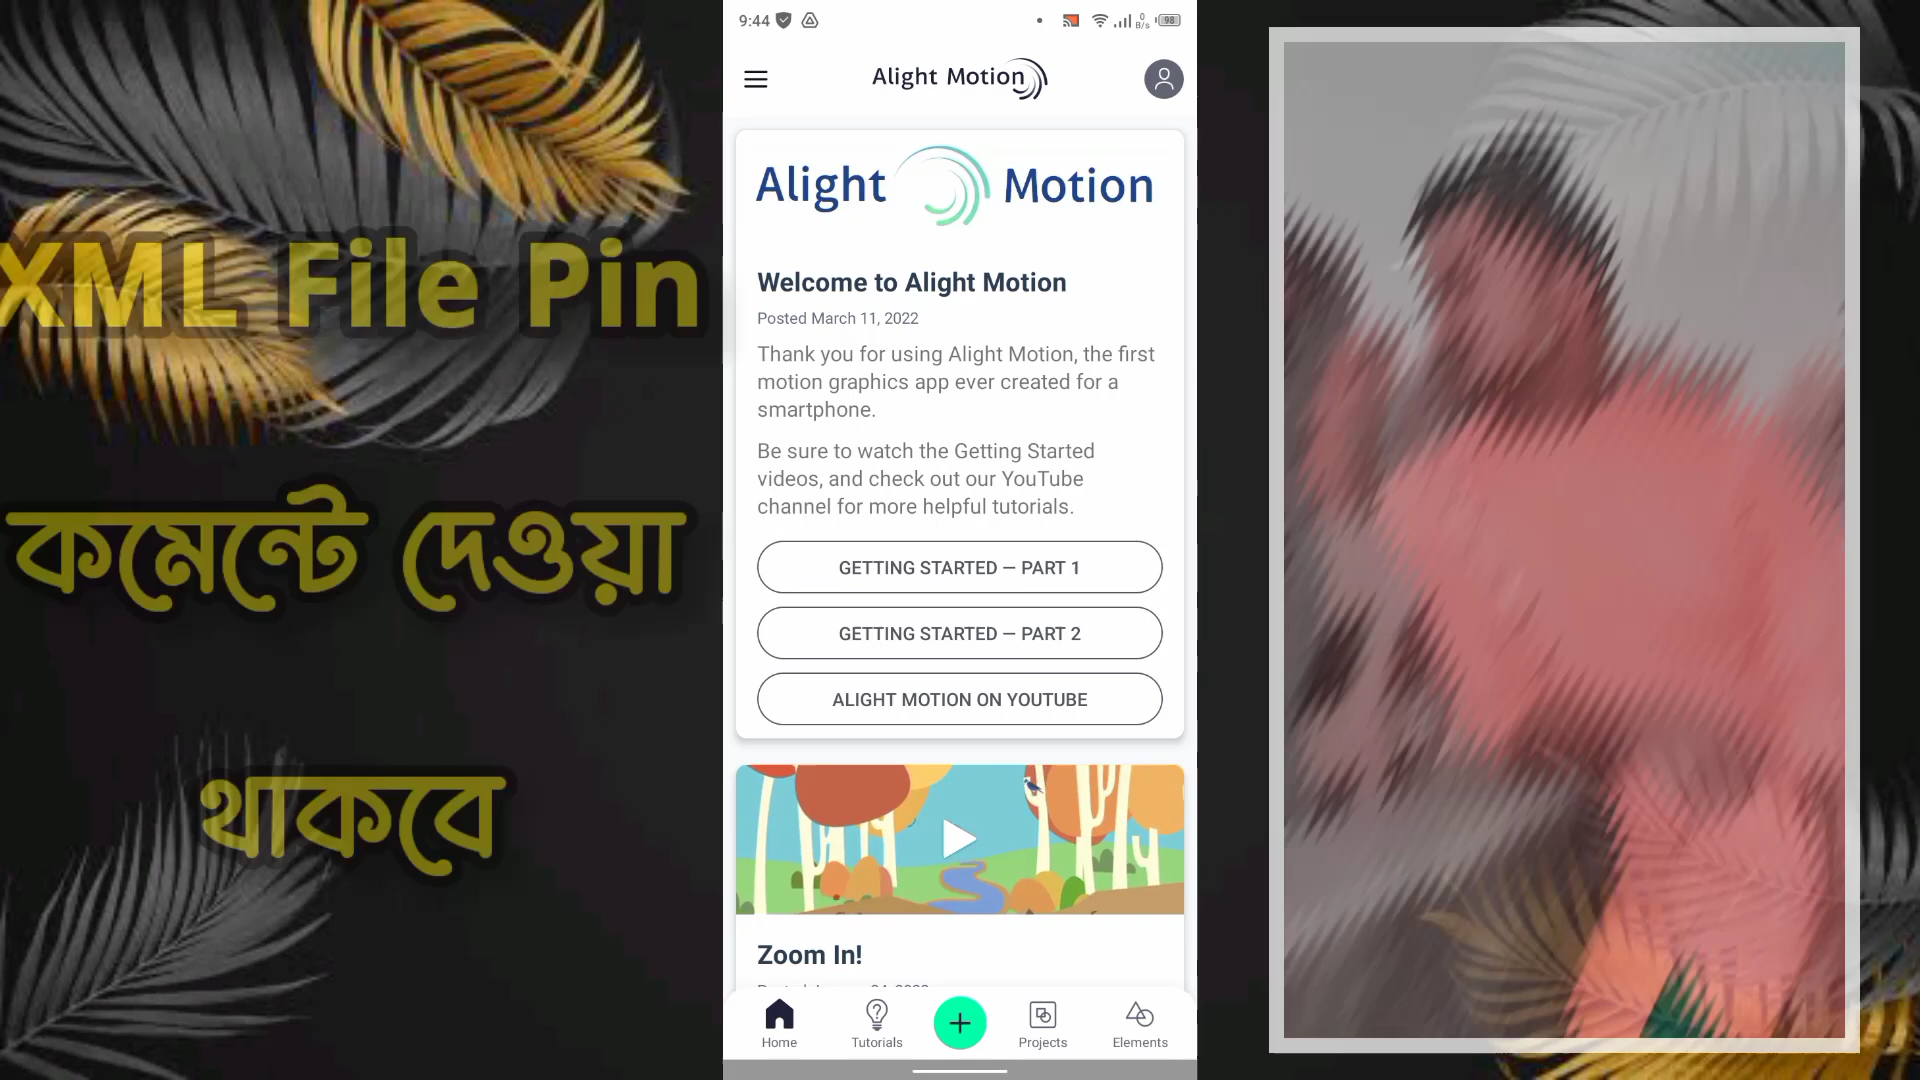 XML File Pin
কমেন্টে দেওয়া
থাকবে
9:44
0
B/s
98
Alight Motion
Alight Motion
Welcome to Alight Motion
Posted March 11, 2022
Thank you for using Alight Motion, the first
motion graphics app ever created for a
smartphone.
Be sure to watch the Getting Started
videos, and check out our YouTube
channel for more helpful tutorials.
GETTING STARTED – PART 1
GETTING STARTED – PART 2
ALIGHT MOTION ON YOUTUBE
Zoom In!
Home
Tutorials
Projects
Elements